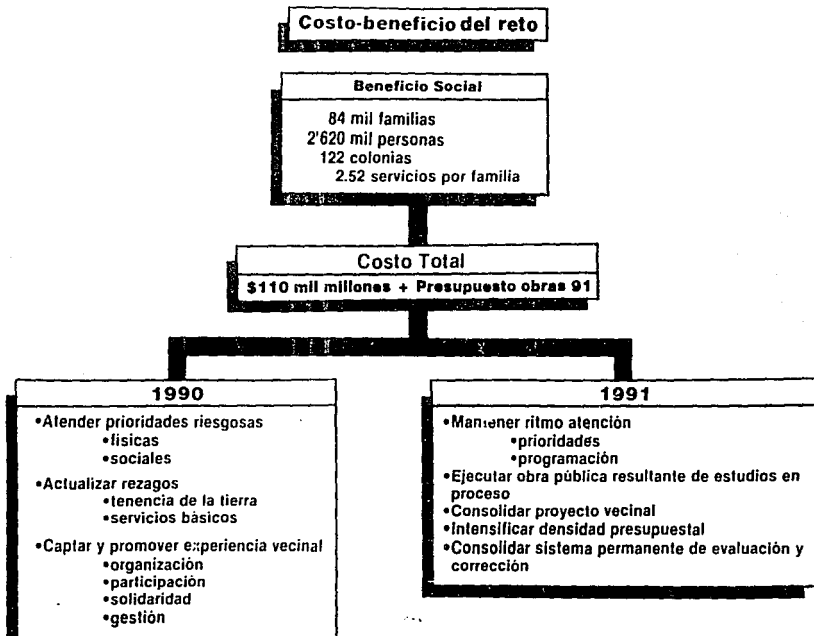 Costo-beneficio del reto
Beneficio Social
84 mil familias
2'620 mil personas
122 colonias
2.52 servicios por familia
Costo Total
$110 mil millones + Presupuesto obras 91
1990
•Atender prioridades riesgosas
•físicas
•sociales
•Actualizar rezagos
•tenencia de la tierra
•servicios básicos
•Captar y promover experiencia vecinal
•organización
•participación
•solidaridad
•gestión
1991
•Mantener ritmo atención
•prioridades
•programación
•Ejecutar obra pública resultante de estudios en
proceso
•Consolidar proyecto vecinal
•Intensificar densidad presupuestal
•Consolidar sistema permanente de evaluación y
corrección